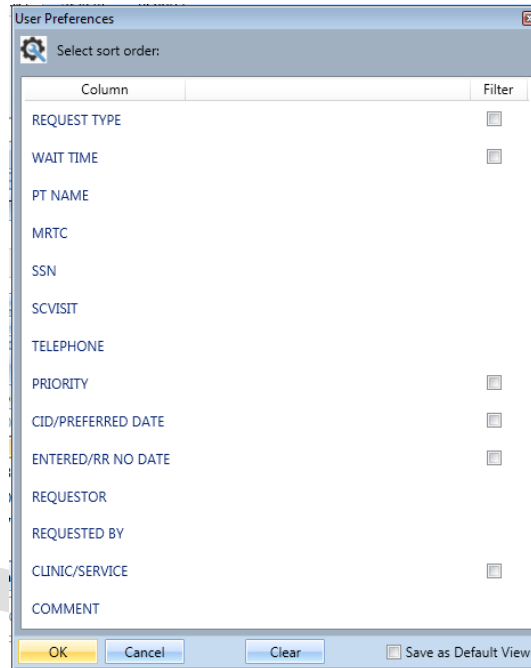 User Preferences
Select sort order:
Column Filter
REQUEST TYPE
WAIT TIME
PT NAME
MRTC
SSN
SCVISIT
TELEPHONE
PRIORITY
CID/PREFERRED DATE
ENTERED/RR NO DATE
REQUESTOR
REQUESTED BY
CLINIC/SERVICE
COMMENT
OK Cancel Clear Save as Default View